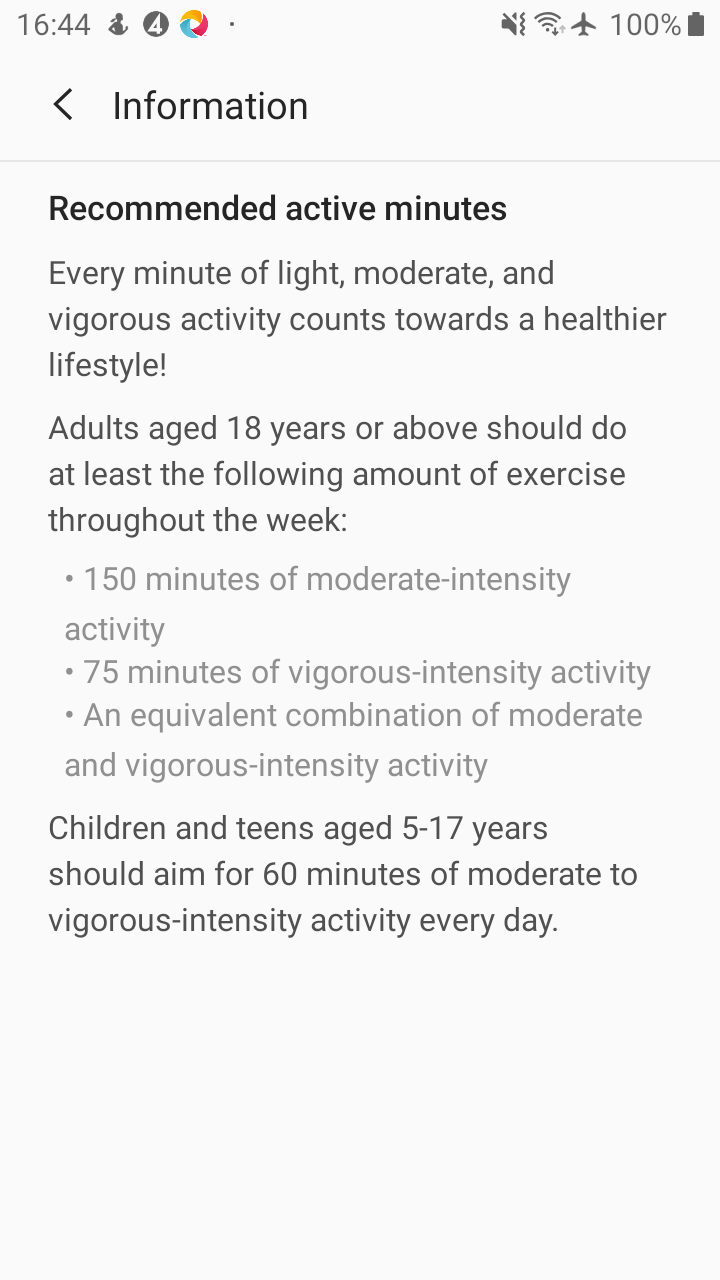 16:44
4
100%
Information
Recommended active minutes
Every minute of light, moderate, and
vigorous activity counts towards a healthier
lifestyle!
Adults aged 18 years or above should do
at least the following amount of exercise
throughout the week:
• 150 minutes of moderate-intensity
activity
• 75 minutes of vigorous-intensity activity
• An equivalent combination of moderate
and vigorous-intensity activity
Children and teens aged 5-17 years
should aim for 60 minutes of moderate to
vigorous-intensity activity every day.